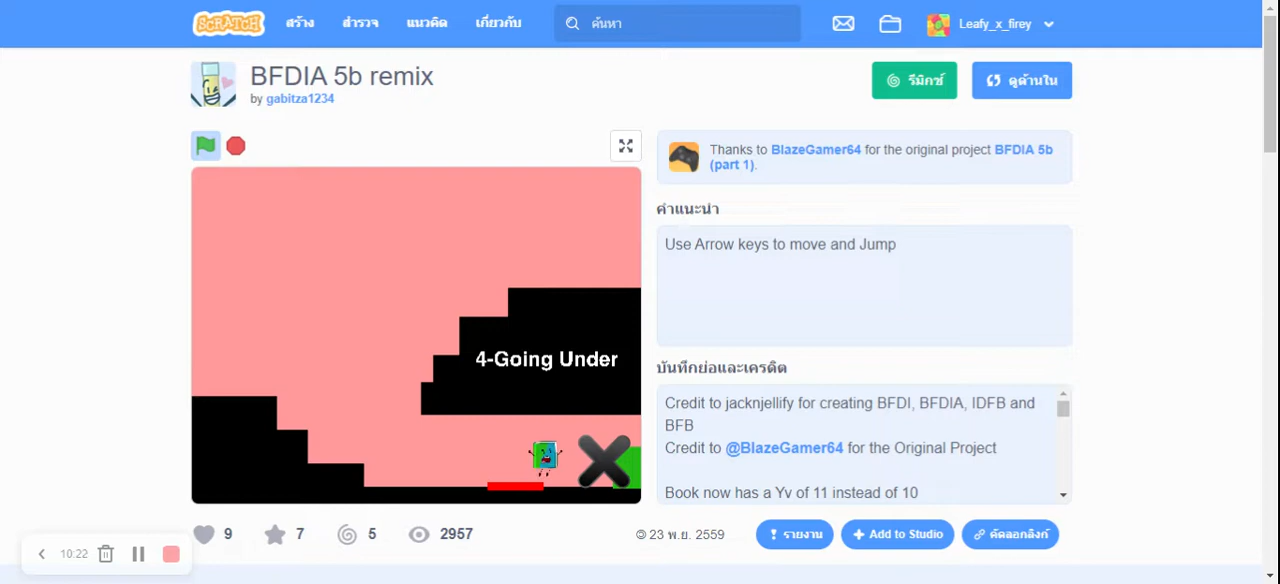 SCRATCH สร้าง สำรวจ แนวคิด เกี่ยวกับ ค้นหา Leafy_x_firey
BFDIA 5b remix
by gabitza1234
รีมิกซ์ ดูด้านใน
Thanks to BlazeGamer64 for the original project BFDIA 5b
(part 1).
คำแนะนำ
Use Arrow keys to move and Jump
4-Going Under
บันทึกย่อและเครดิต
Credit to jacknjellify for creating BFDI, BFDIA, IDFB and
BFB
Credit to @BlazeGamer64 for the Original Project
Book now has a Yv of 11 instead of 10
9 7 5 2957 © 23 พ.ย. 2559 รายงาน Add to Studio คัดลอกลิงก์
10:22